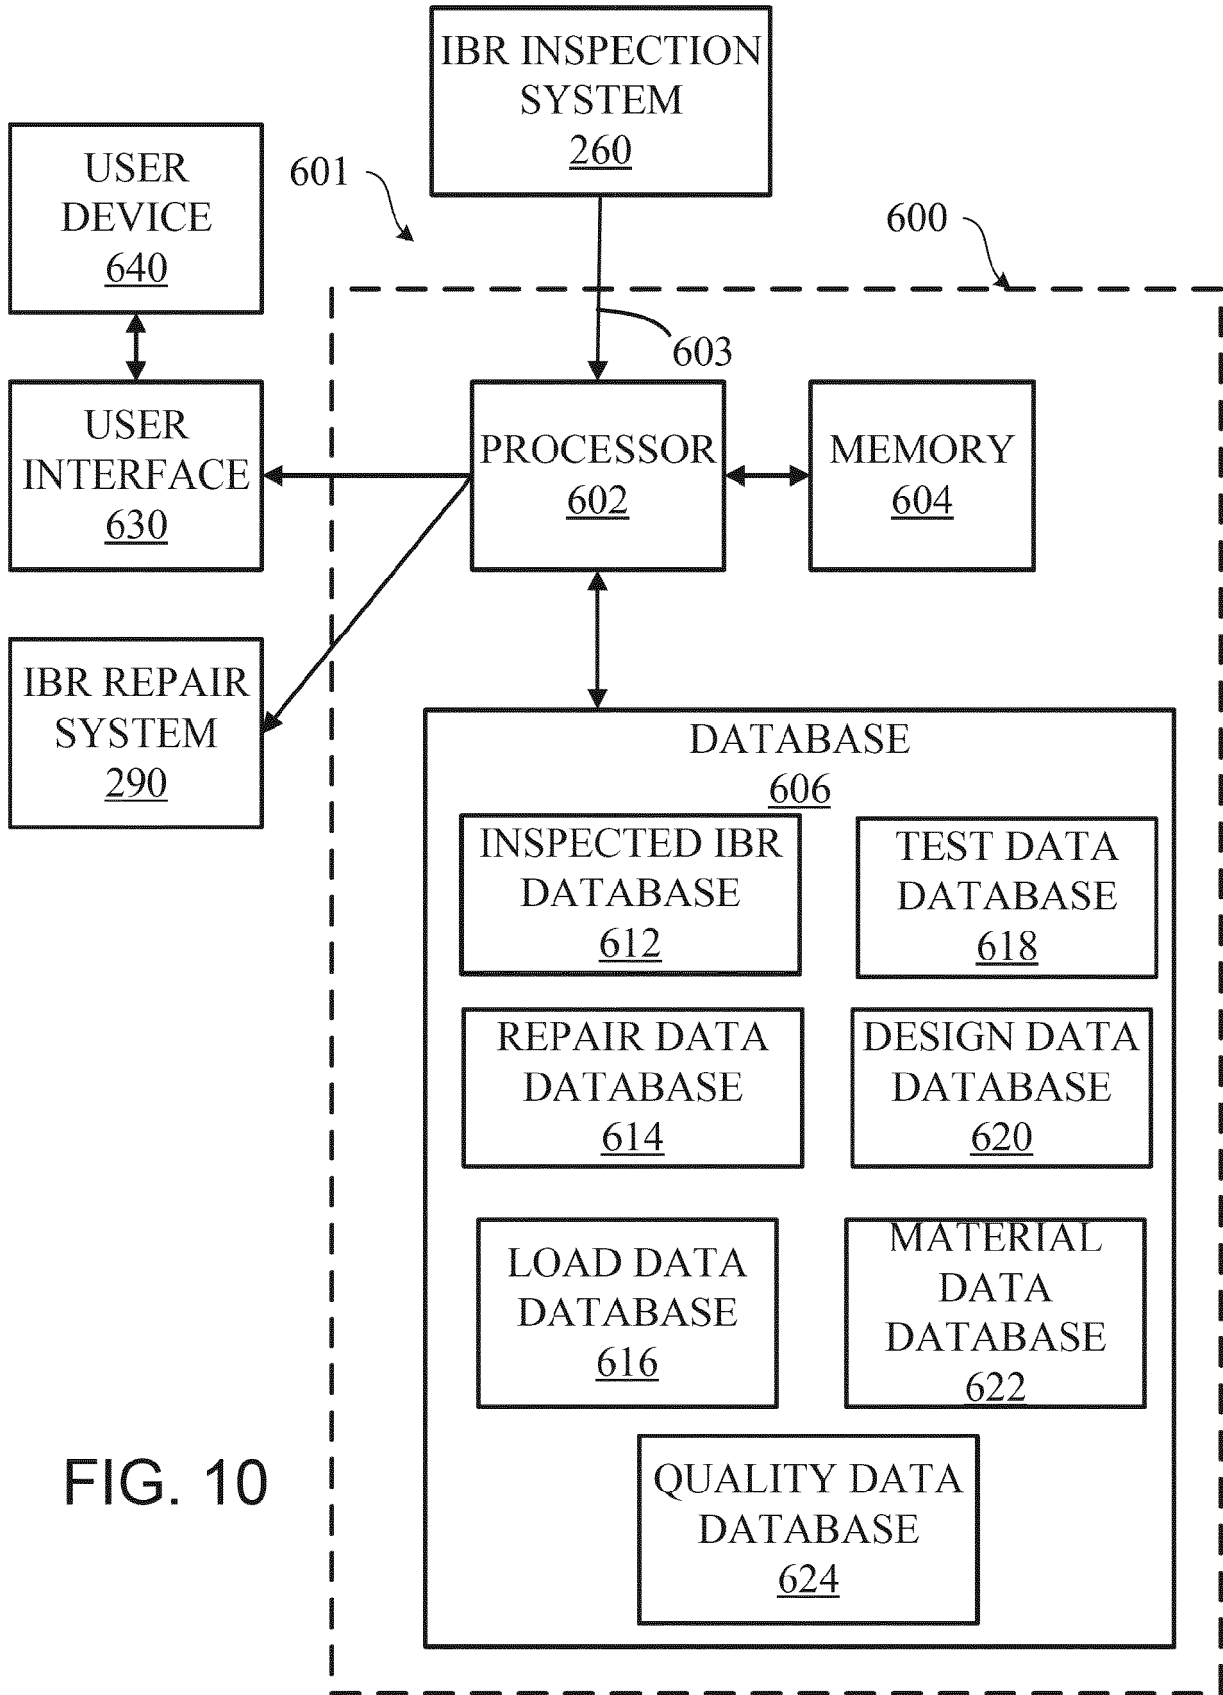 IBR INSPECTION
SYSTEM
260
USER
DEVICE
640
601
600
603
USER
INTERFACE
630
PROCESSOR
602
MEMORY
604
IBR REPAIR
SYSTEM
290
DATABASE
606
INSPECTED IBR
DATABASE
612
TEST DATA
DATABASE
618
REPAIR DATA
DATABASE
614
DESIGN DATA
DATABASE
620
LOAD DATA
DATABASE
616
MATERIAL
DATA
DATABASE
622
QUALITY DATA
DATABASE
624
FIG. 10